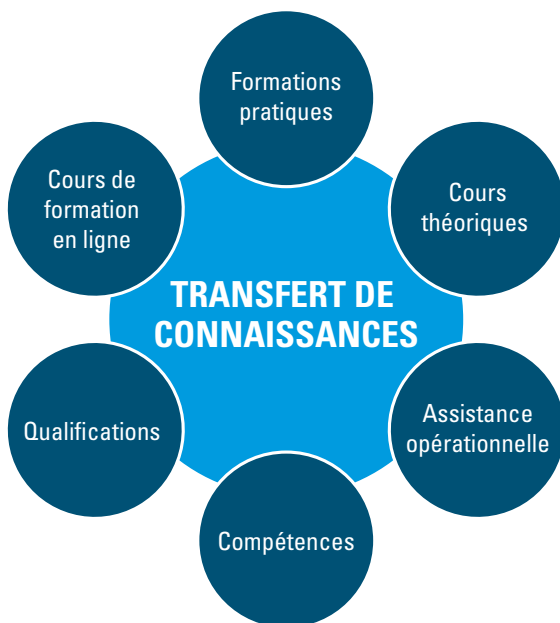 Formations
pratiques
Cours de
formation
en ligne
Cours
théoriques
TRANSFERT DE
CONNAISSANCES
Qualifications
Assistance
opérationnelle
Compétences